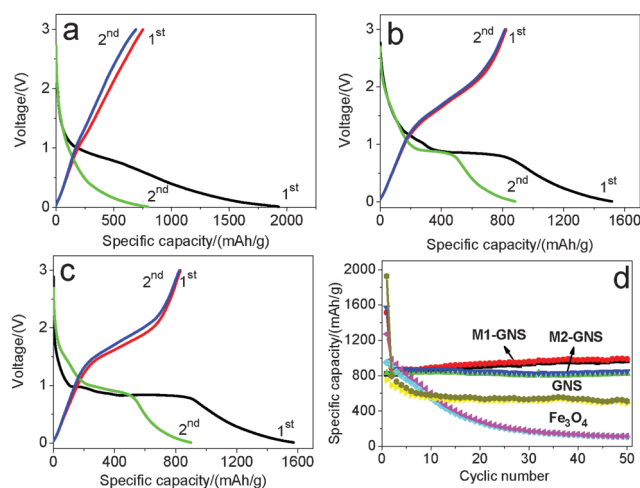 a
2nd
1st
Voltage/(V)
3
2
1
0
2nd
1st
0 500 1000 1500 2000
Specific capacity/(mAh/g)
b
2nd
1st
Voltage/(V)
3
2
1
0
2nd
1st
0 400 800 1200 1600
Specific capacity/(mAh/g)
c
2nd
1st
Voltage/(V)
3
2
1
0
2nd
1st
0 400 800 1200 1600
Specific capacity/(mAh/g)
d
Specific capacity/(mAh/g)
2000
1600
1200
800
400
0
M1-GNS
M2-GNS
GNS
Fe3O4
0 10 20 30 40 50
Cyclic number